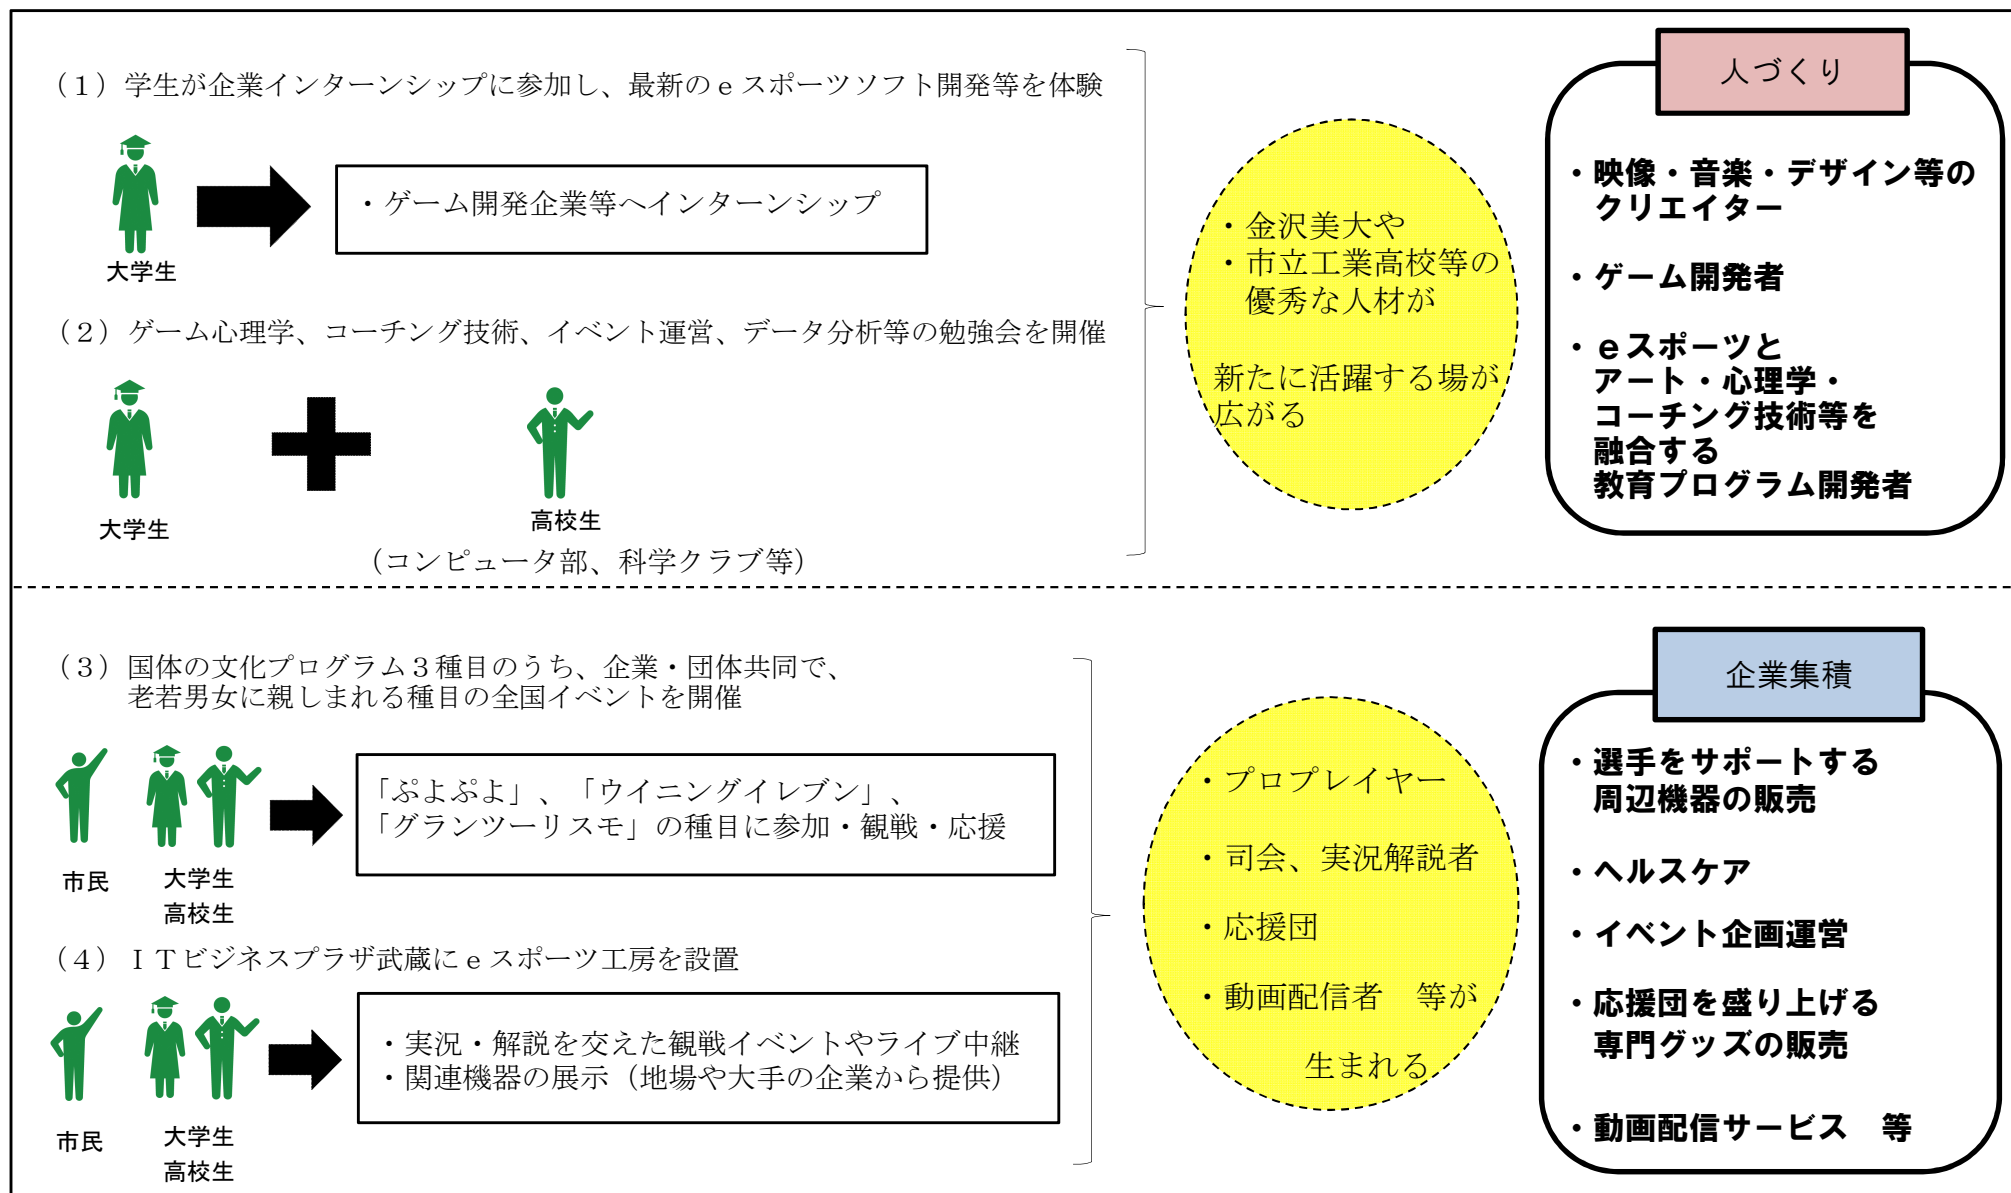 （１）学生が企業インターンシップに参加し、最新のｅスポーツソフト開発等を体験
大学生
・ゲーム開発企業等へインターンシップ
（２）ゲーム心理学、コーチング技術、イベント運営、データ分析等の勉強会を開催
大学生
高校生
（コンピュータ部、科学クラブ等）
・金沢美大や
・市立工業高校等の
優秀な人材が
新たに活躍する場が
広がる
人づくり
・映像・音楽・デザイン等の
クリエイター
・ゲーム開発者
・ｅスポーツと
アート・心理学・
コーチング技術等を
融合する
教育プログラム開発者
（３）国体の文化プログラム３種目のうち、企業・団体共同で、
老若男女に親しまれる種目の全国イベントを開催
市民
大学生
高校生
「ぷよぷよ」、「ウイニングイレブン」、
「グランツーリスモ」の種目に参加・観戦・応援
（４）ＩＴビジネスプラザ武蔵にｅスポーツ工房を設置
市民
大学生
高校生
・実況・解説を交えた観戦イベントやライブ中継
・関連機器の展示（地場や大手の企業から提供）
・プロプレイヤー
・司会、実況解説者
・応援団
・動画配信者　等が
生まれる
企業集積
・選手をサポートする
周辺機器の販売
・ヘルスケア
・イベント企画運営
・応援団を盛り上げる
専門グッズの販売
・動画配信サービス　等